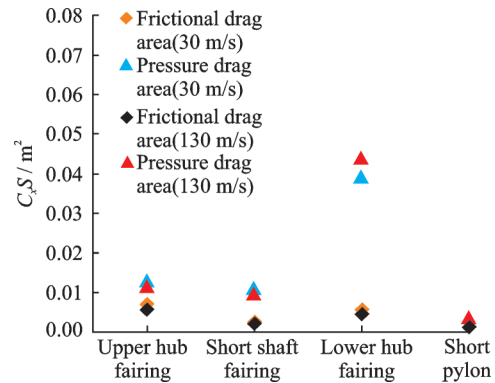 0.08
0.07
0.06
0.05
0.04
0.03
0.02
0.01
0.00
CₓS / m²
Frictional drag
area(30 m/s)
Pressure drag
area(30 m/s)
Frictional drag
area(130 m/s)
Pressure drag
area(130 m/s)
Upper hub
fairing
Short shaft
fairing
Lower hub
fairing
Short
pylon